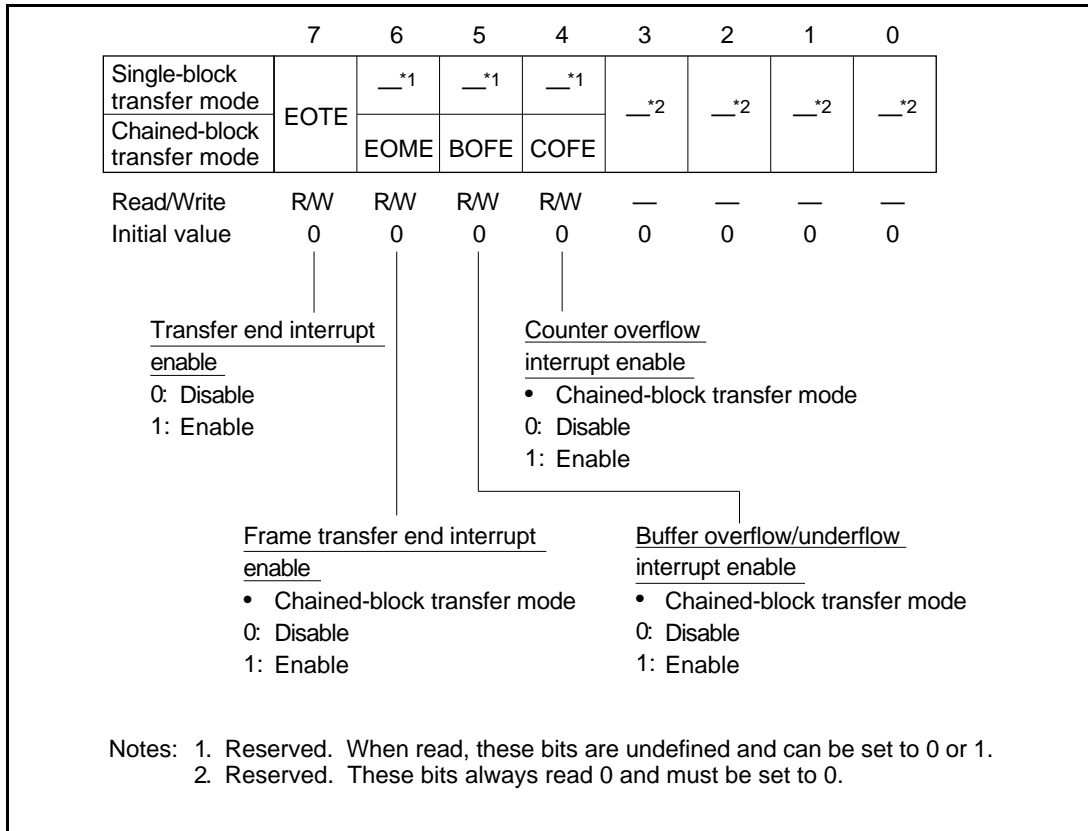 7 6 5 4 3 2 1 0
Single-block transfer mode EOTE —*1 —*1 —*1 —*2 —*2 —*2 —*2
Chained-block transfer mode EOME BOFE COFE
Read/Write R/W R/W R/W R/W — — — —
Initial value 0 0 0 0 0 0 0 0
Transfer end interrupt
enable
0: Disable
1: Enable
Counter overflow
interrupt enable
• Chained-block transfer mode
0: Disable
1: Enable
Frame transfer end interrupt
enable
• Chained-block transfer mode
0: Disable
1: Enable
Buffer overflow/underflow
interrupt enable
• Chained-block transfer mode
0: Disable
1: Enable
Notes: 1. Reserved. When read, these bits are undefined and can be set to 0 or 1.
2. Reserved. These bits always read 0 and must be set to 0.